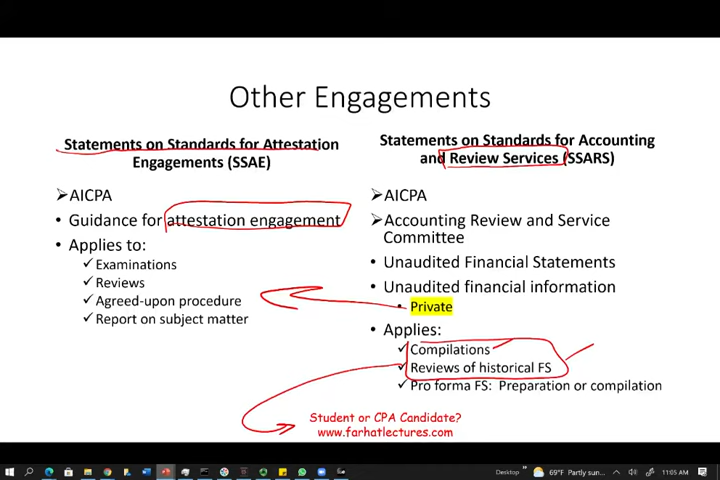 Other Engagements
Statements on Standards for Attestation
Engagements (SSAE)
AICPA
Guidance for attestation engagement
Applies to:
Examinations
Reviews
Agreed-upon procedure
Report on subject matter
Statements on Standards for Accounting
and Review Services (SSARS)
AICPA
Accounting Review and Service
Committee
Unaudited Financial Statements
Unaudited financial information
Private
Applies:
Compilations
Reviews of historical FS
Pro forma FS: Preparation or compilation
Student or CPA Candidate?
www.farhatlectures.com
Desktop
69°F Partly sun...
11:05 AM